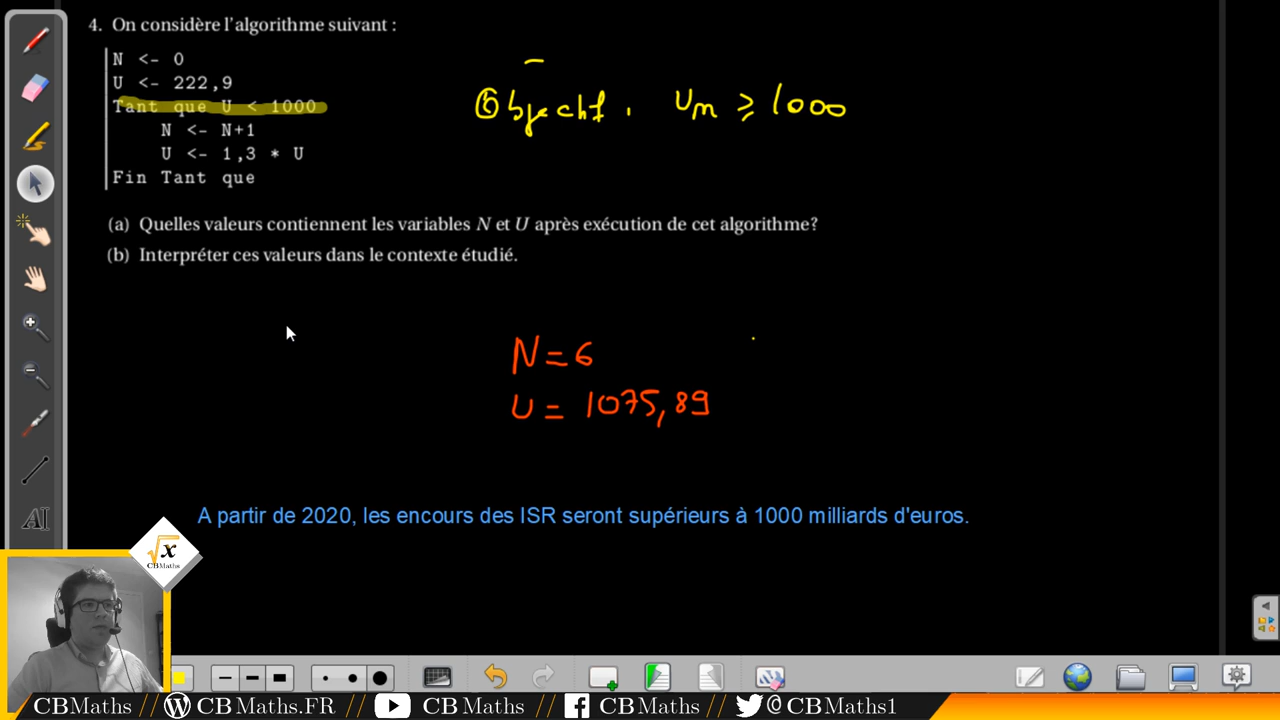 4. On considère l'algorithme suivant :
N <- 0
U <- 222,9
Tant que U < 1000
N <- N+1
U <- 1,3 * U
Fin Tant que
Objectif : Un ⩾ 1000
(a) Quelles valeurs contiennent les variables N et U après exécution de cet algorithme?
(b) Interpréter ces valeurs dans le contexte étudié.
N = 6
U = 1075,89
A partir de 2020, les encours des ISR seront supérieurs à 1000 milliards d'euros.
√x
CBMaths
AI
CBMaths CBMaths.FR CBMaths CBMaths @CBMaths1